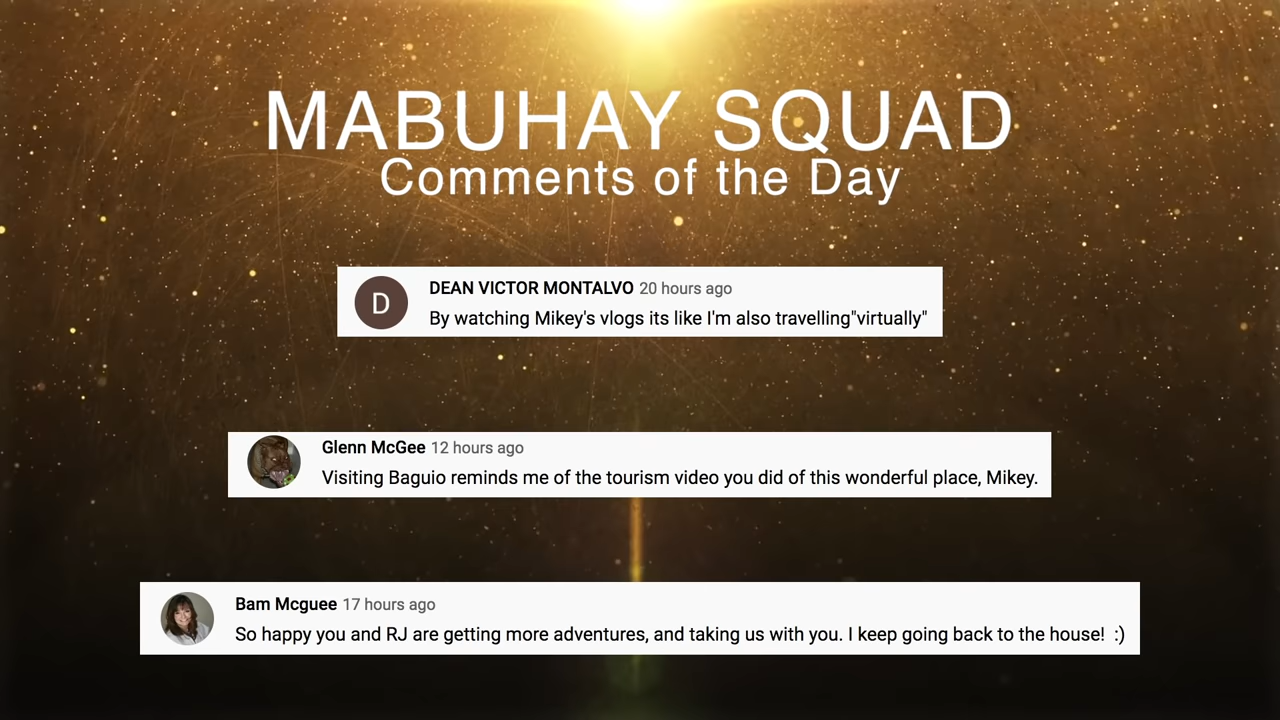 MABUHAY SQUAD
Comments of the Day
D
DEAN VICTOR MONTALVO 20 hours ago
By watching Mikey's vlogs its like I'm also travelling"virtually"
Glenn McGee 12 hours ago
Visiting Baguio reminds me of the tourism video you did of this wonderful place, Mikey.
Bam Mcguee 17 hours ago
So happy you and RJ are getting more adventures, and taking us with you. I keep going back to the house!  :)